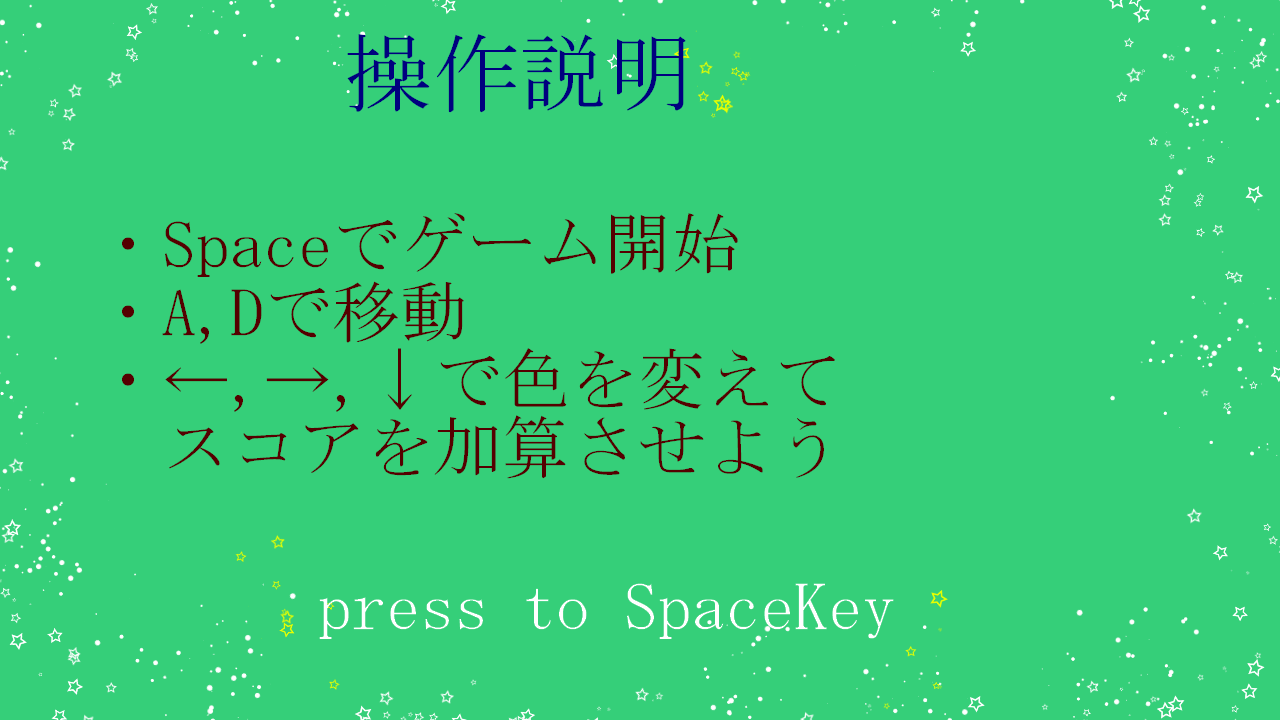 操作説明
・Spaceでゲーム開始
・A,Dで移動
・←,→,↓で色を変えて
スコアを加算させよう
press to SpaceKey